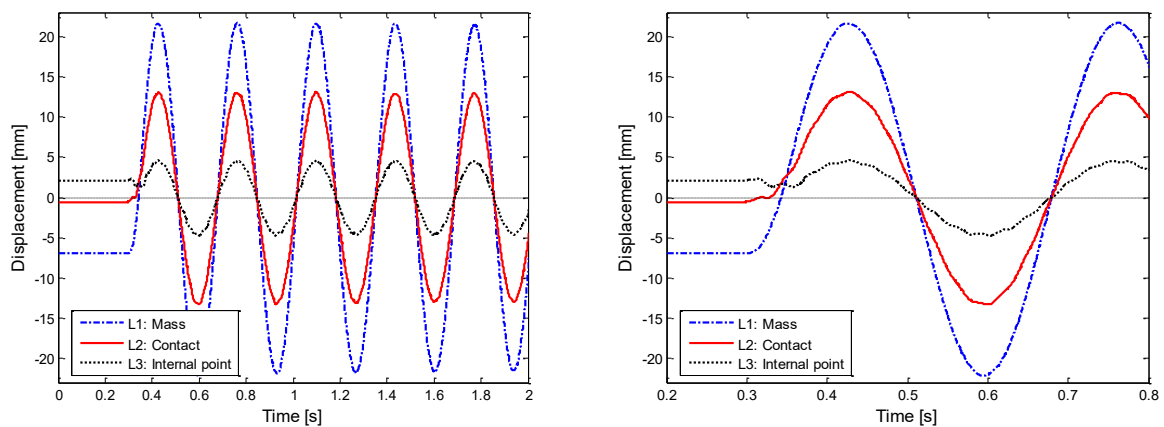 20
15
10
5
0
-5
-10
-15
-20
Displacement [mm]
L1: Mass
L2: Contact
L3: Internal point
0 0.2 0.4 0.6 0.8 1 1.2 1.4 1.6 1.8 2
Time [s]
20
15
10
5
0
-5
-10
-15
-20
Displacement [mm]
L1: Mass
L2: Contact
L3: Internal point
0.2 0.3 0.4 0.5 0.6 0.7 0.8
Time [s]